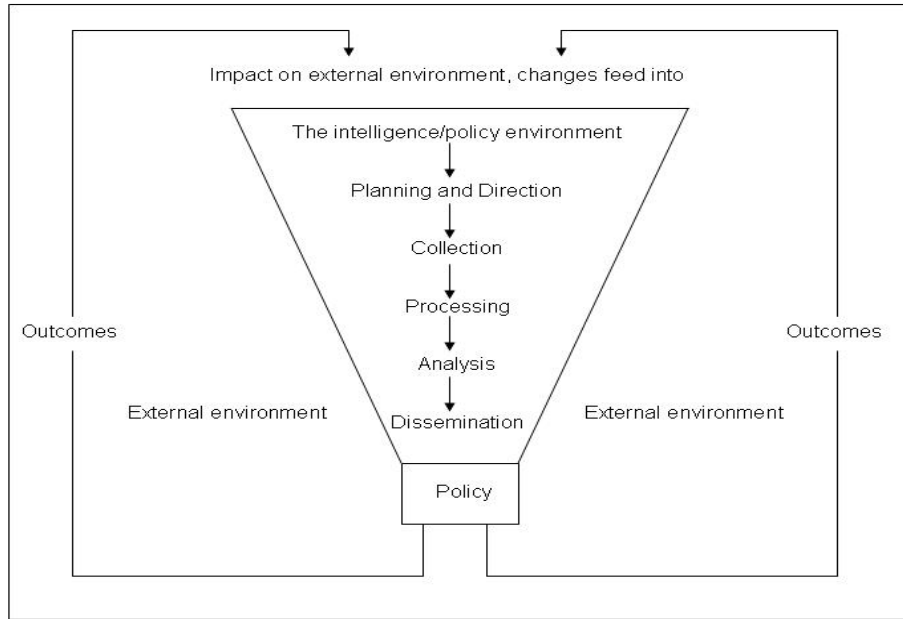 Impact on external environment, changes feed into
The intelligence/policy environment
Planning and Direction
Collection
Processing
Outcomes
Outcomes
Analysis
External environment
External environment
Dissemination
Policy